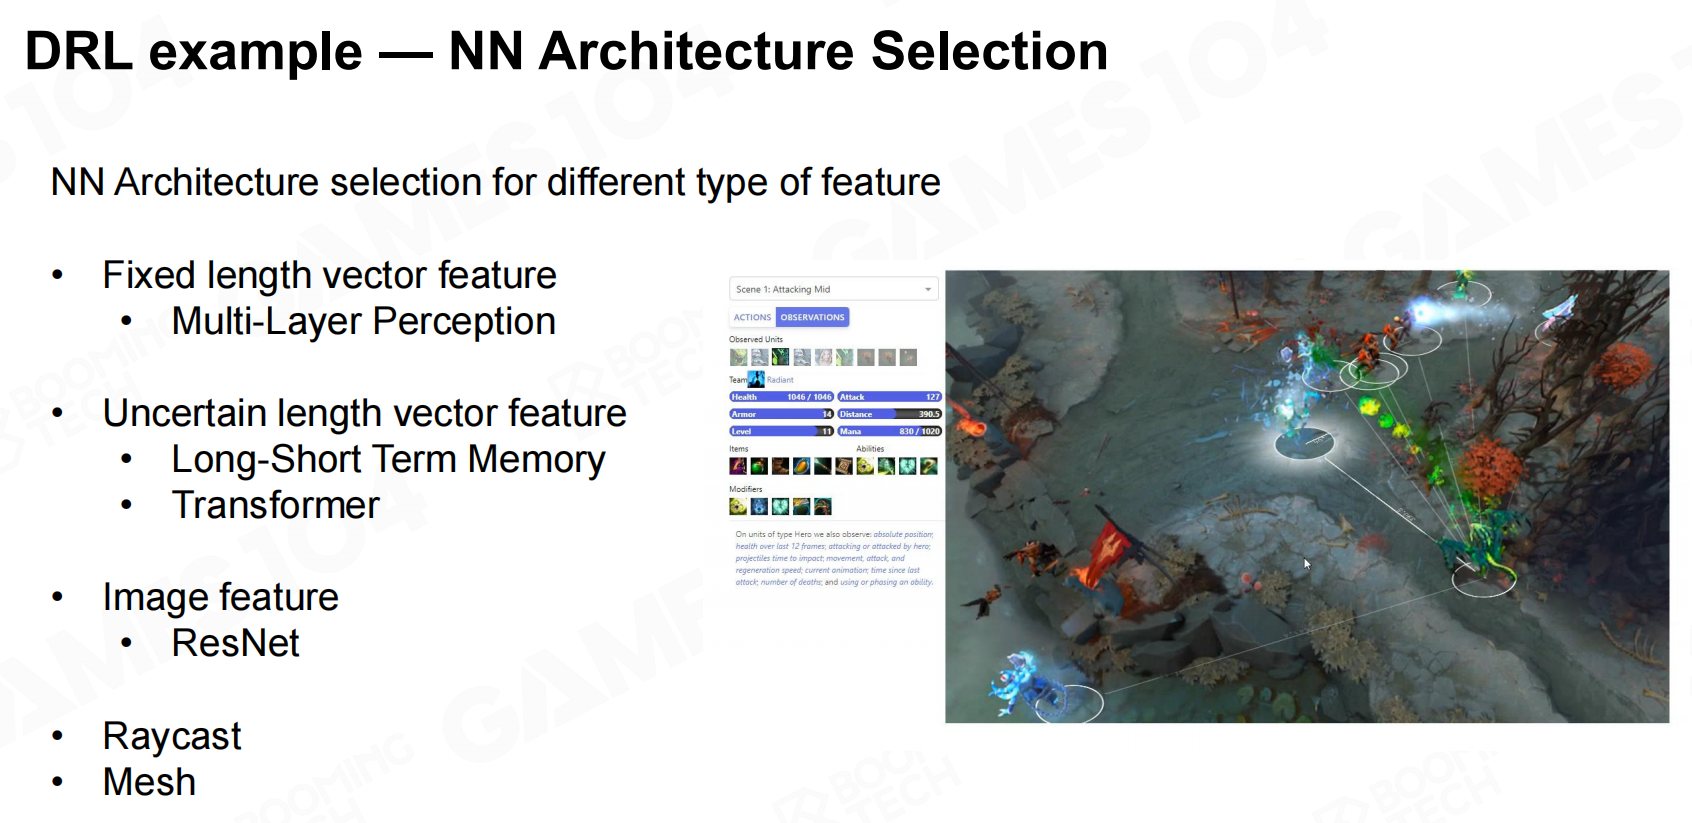 DRL example — NN Architecture Selection
NN Architecture selection for different type of feature
• Fixed length vector feature
• Multi-Layer Perception
• Uncertain length vector feature
• Long-Short Term Memory
• Transformer
• Image feature
• ResNet
• Raycast
• Mesh
Scene 1: Attacking Mid
ACTIONS OBSERVATIONS
Observed Units
Team Radiant
Health 1046 / 1046 Attack 127
Armor 14 Distance 390.5
Level 11 Mana 830 / 1020
Items Abilities
Modifiers
On units of type Hero we also observe: absolute position;
health over last 12 frames; attacking or attacked by hero;
projectiles time to impact; movement, attack, and
regeneration speed; current animation; time since last
attack; number of deaths; and using or phasing an ability.
GAMES 104
BOOMING
TECH